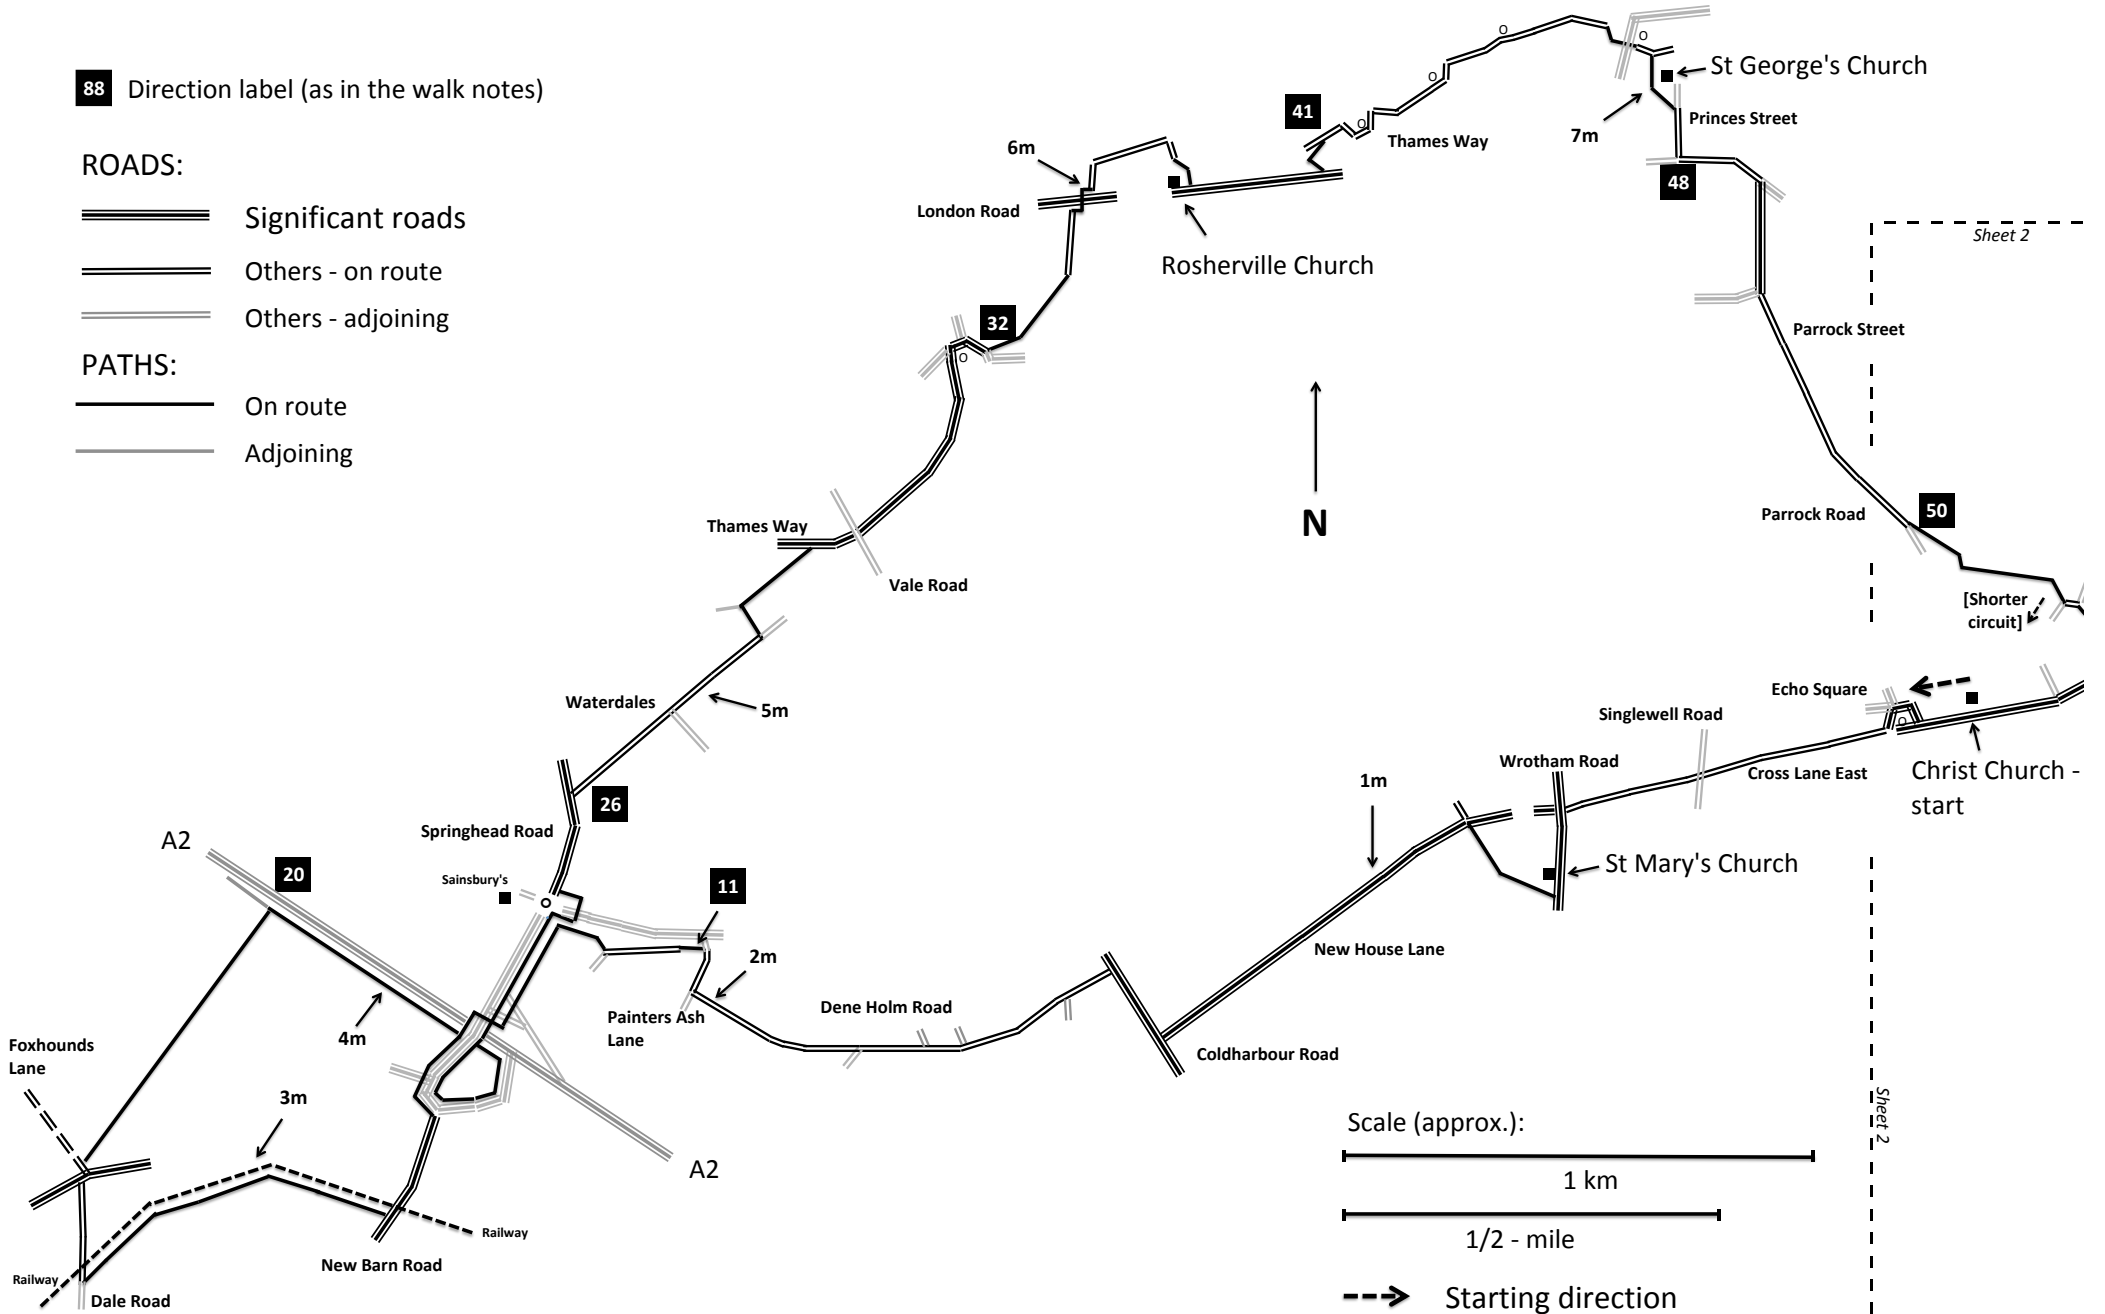 88 Direction label (as in the walk notes)
ROADS:
Significant roads
Others - on route
Others - adjoining
PATHS:
On route
Adjoining
St George's Church
41
7m
Princes Street
Thames Way
6m
48
London Road
Rosherville Church
Sheet 2
32
Parrock Street
N
Thames Way
Vale Road
Parrock Road
50
[Shorter
circuit]
Waterdales
5m
Echo Square
Singlewell Road
Wrotham Road
Cross Lane East
Christ Church -
start
1m
26
Springhead Road
A2
20
Sainsbury's
11
St Mary's Church
New House Lane
2m
Painters Ash
Lane
Dene Holm Road
Coldharbour Road
4m
Foxhounds
Lane
3m
A2
Railway
New Barn Road
Railway
Dale Road
Scale (approx.):
1 km
1/2 - mile
Starting direction
Sheet 2